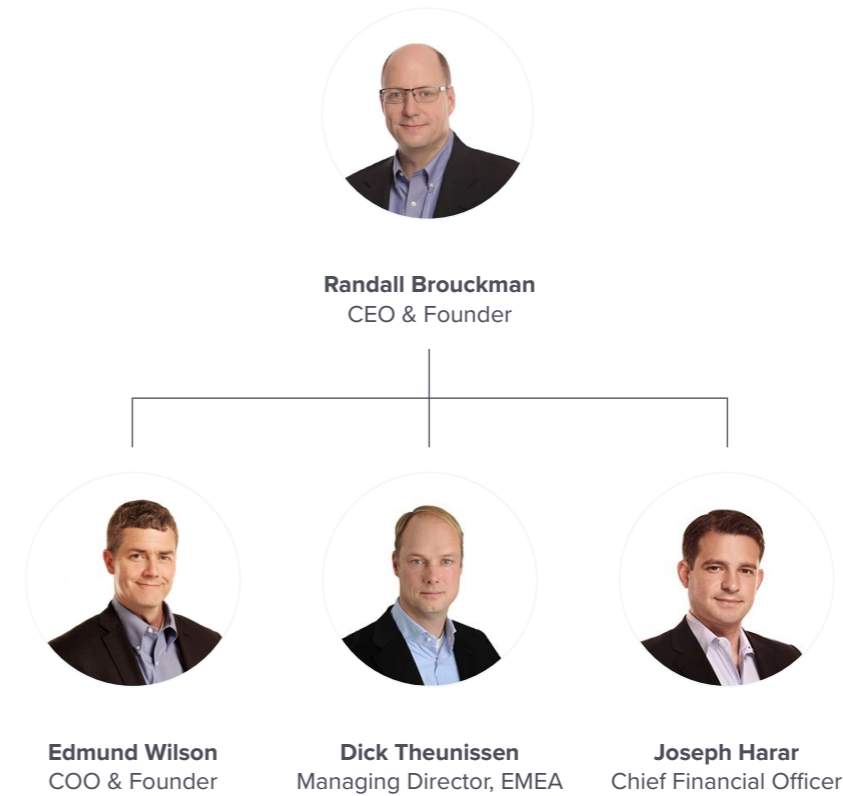 Randall Brouckman
CEO & Founder
Edmund Wilson
COO & Founder
Dick Theunissen
Managing Director, EMEA
Joseph Harar
Chief Financial Officer